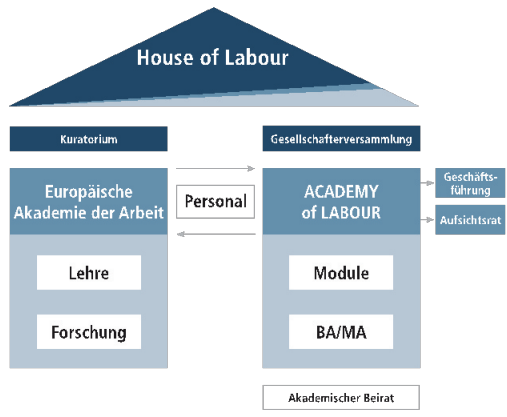 House of Labour
Kuratorium
Gesellschafterversammlung
Europäische
Akademie der Arbeit
Personal
ACADEMY
of LABOUR
Geschäfts-
führung
Aufsichtsrat
Lehre
Module
Forschung
BA/MA
Akademischer Beirat